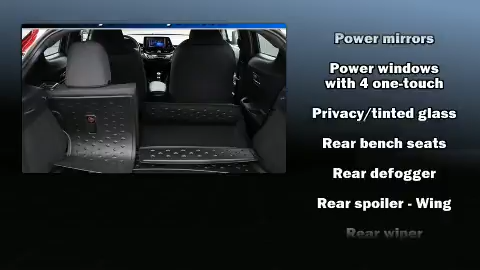 Power mirrors
Power windows
with 4 one-touch
Privacy/tinted glass
Rear bench seats
Rear defogger
Rear spoiler - Wing
Rear wiper